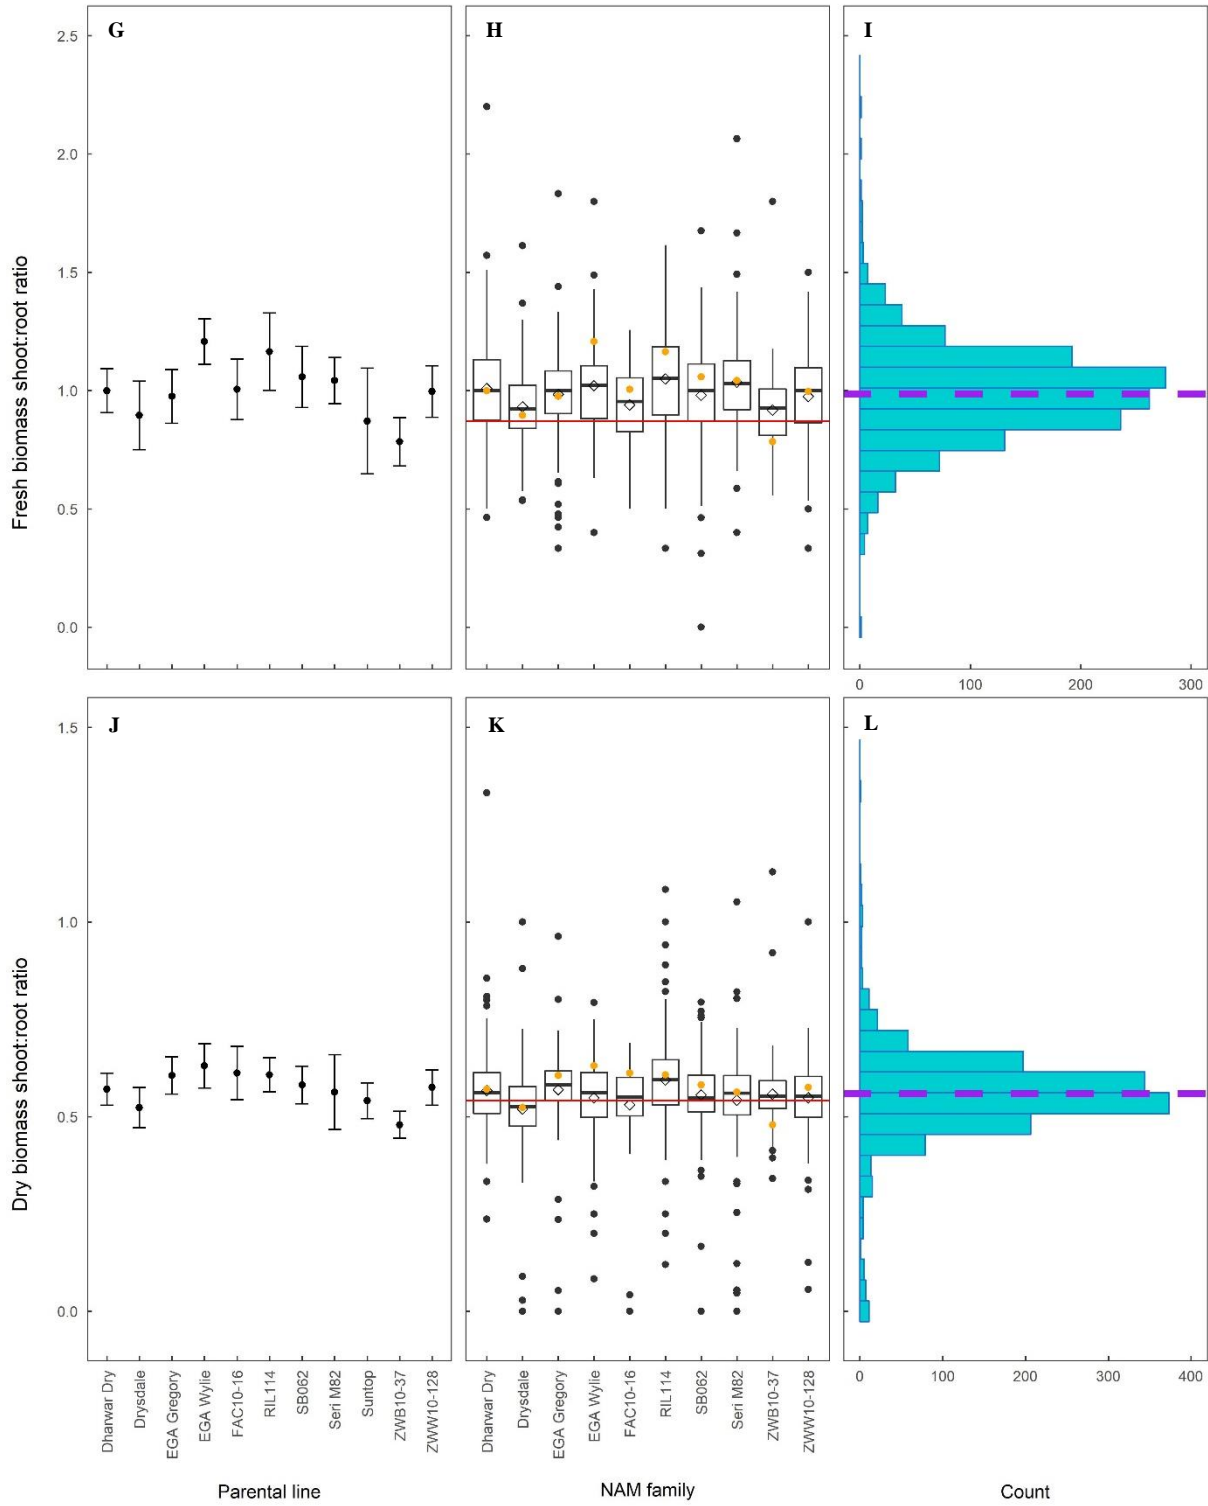 G
H
I
2.5
2.0
1.5
1.0
0.5
0.0
Fresh biomass shoot:root ratio
0 100 200 300
J
K
L
1.5
1.0
0.5
0.0
Dry biomass shoot:root ratio
0 100 200 300 400
Dharwar Dry
Drysdale
EGA Gregory
EGA Wylie
FAC10-16
RIL114
SB062
Seri M82
Suntop
ZWB10-37
ZWW10-128
Dharwar Dry
Drysdale
EGA Gregory
EGA Wylie
FAC10-16
RIL114
SB062
Seri M82
ZWB10-37
ZWW10-128
Parental line
NAM family
Count